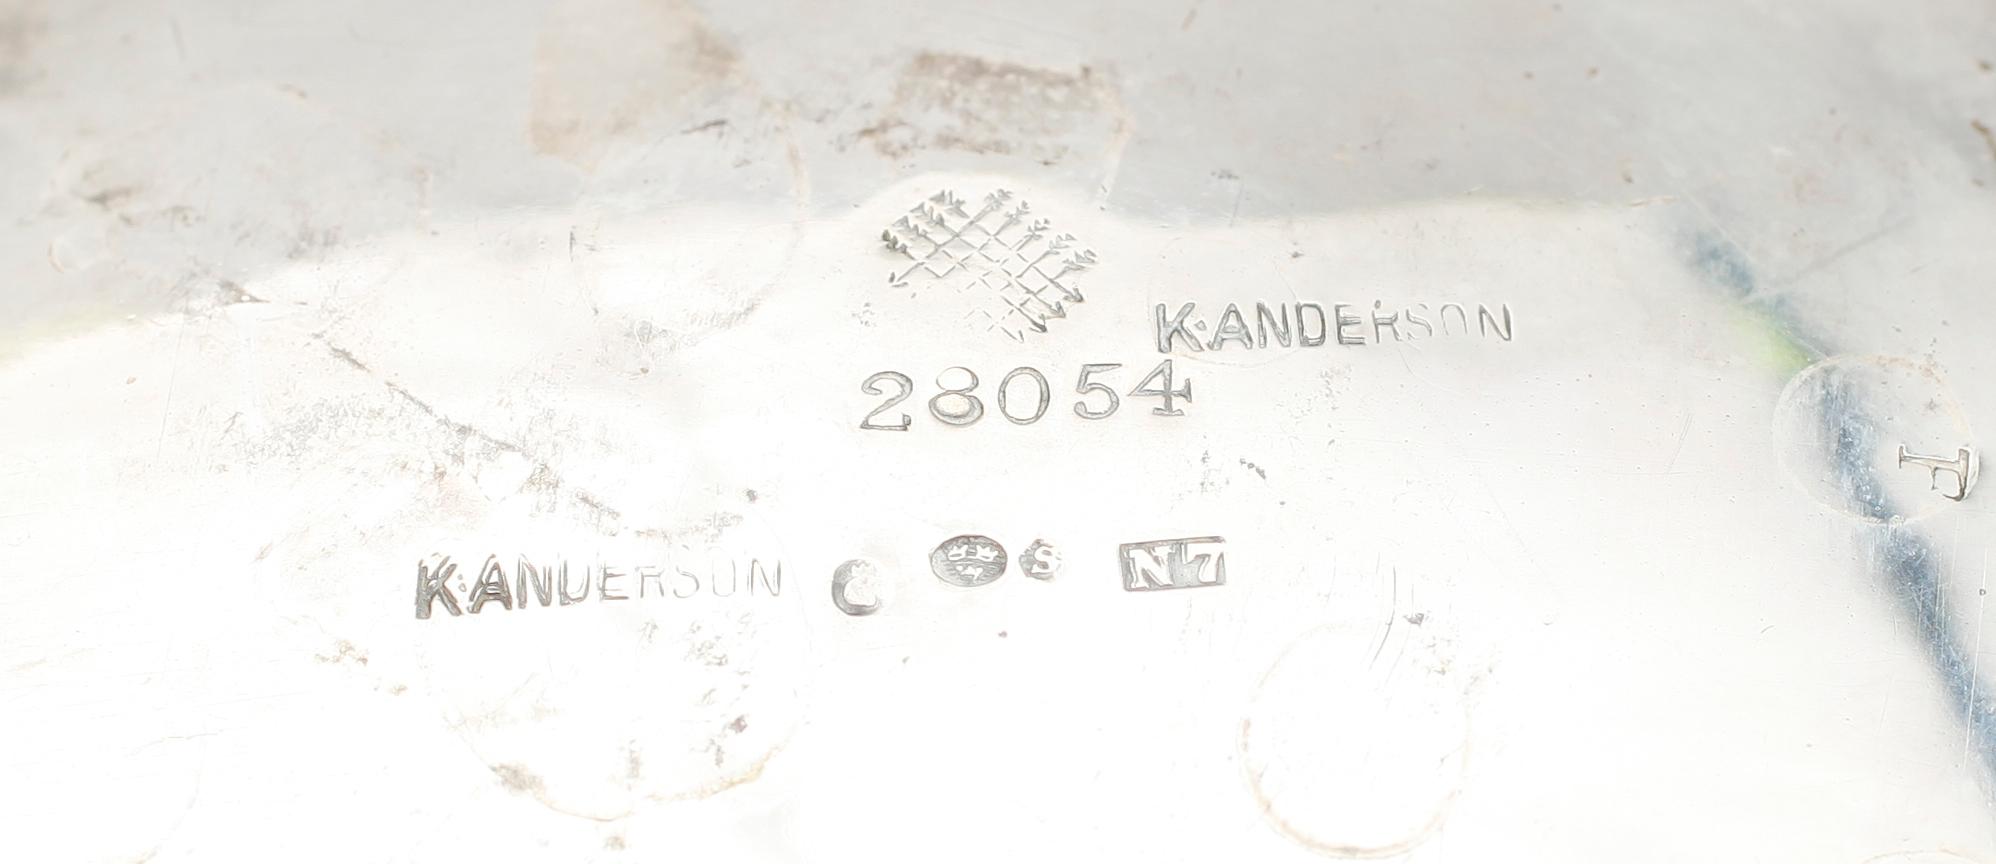 K·ANDERSON
28054
K·ANDERSON C S N7
F